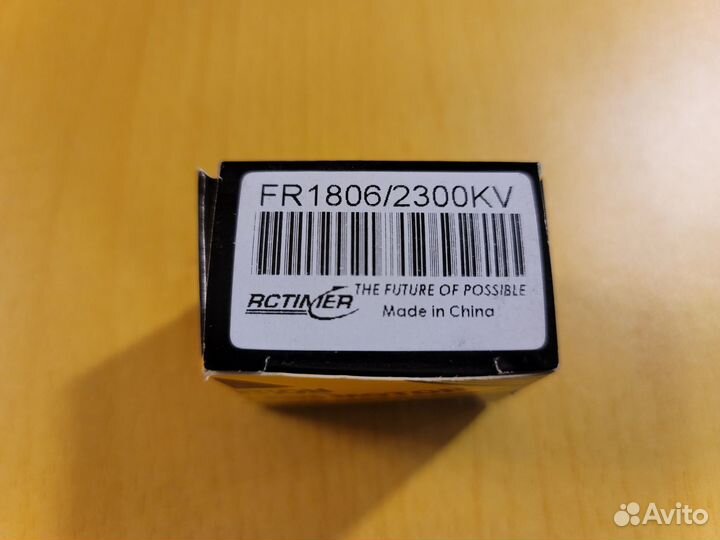 FR1806/2300KV
RCTIMER THE FUTURE OF POSSIBLE
Made in China
Avito